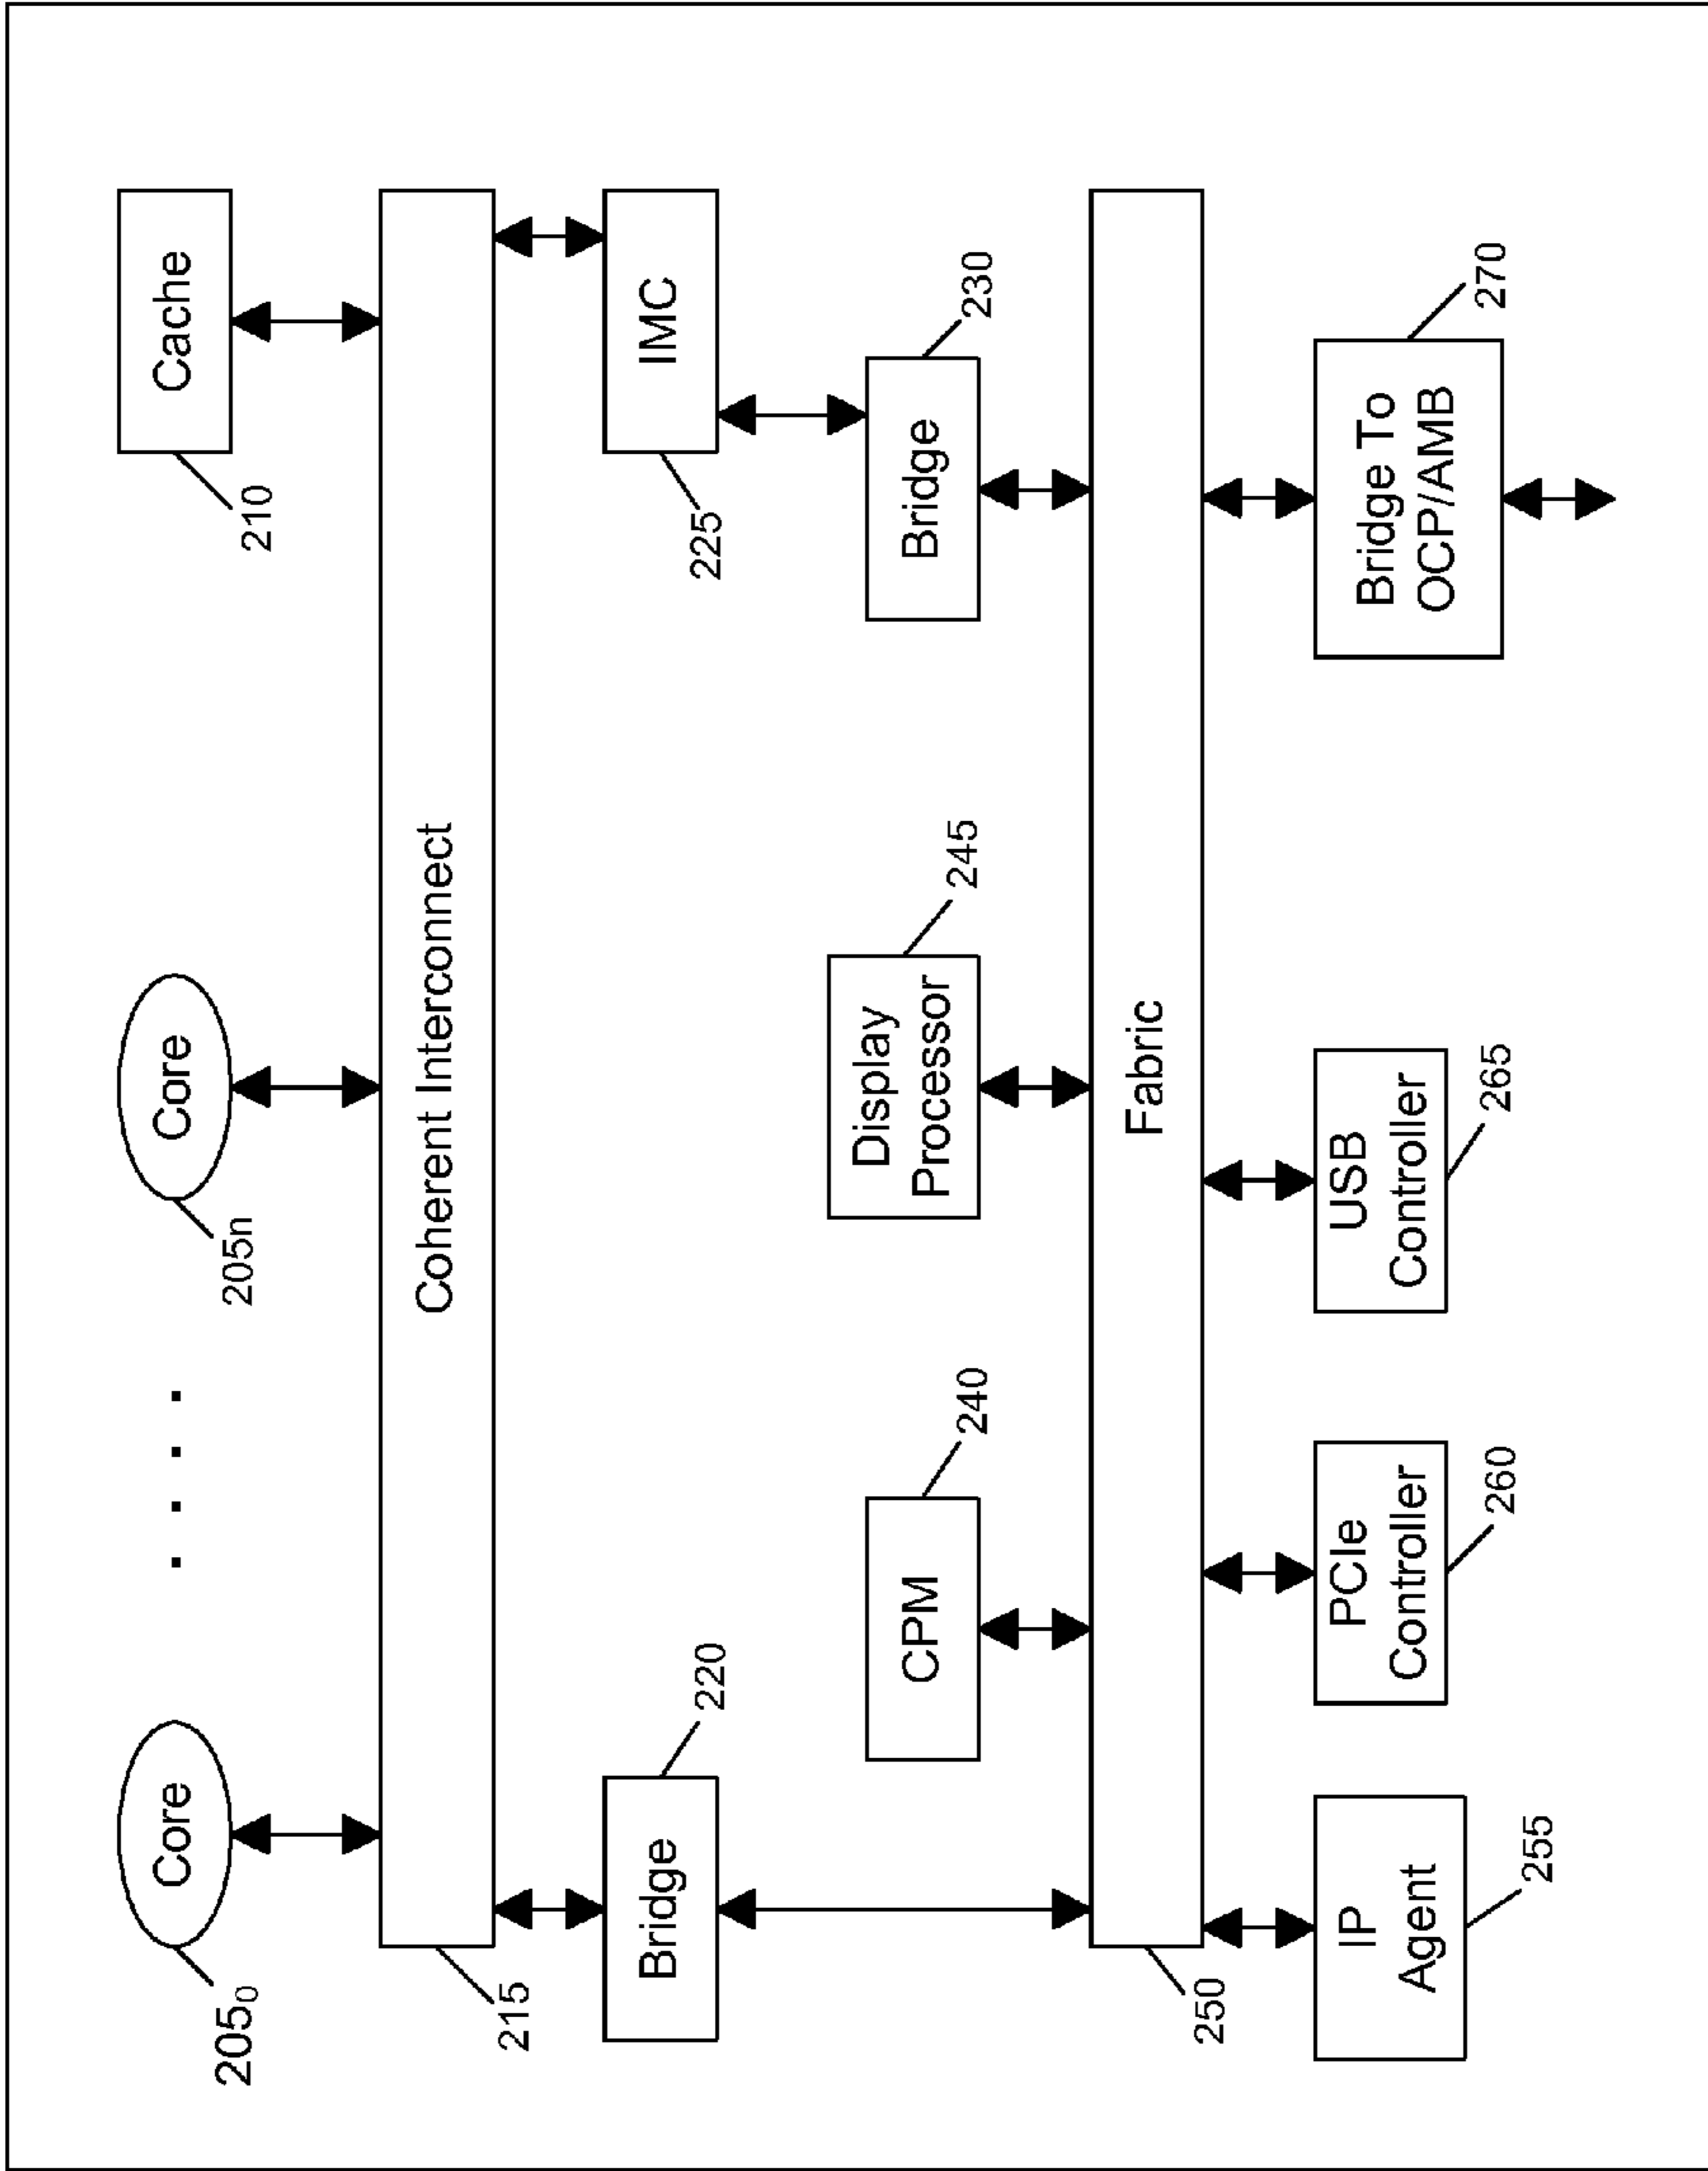 Core
Core
Cache
205₀
. . . .
205n
210
Coherent Interconnect
215
Bridge
220
IMC
225
CPM
240
Display
Processor
245
Bridge
230
Fabric
250
IP
Agent
255
PCIe
Controller
260
USB
Controller
265
Bridge To
OCP/AMB
270